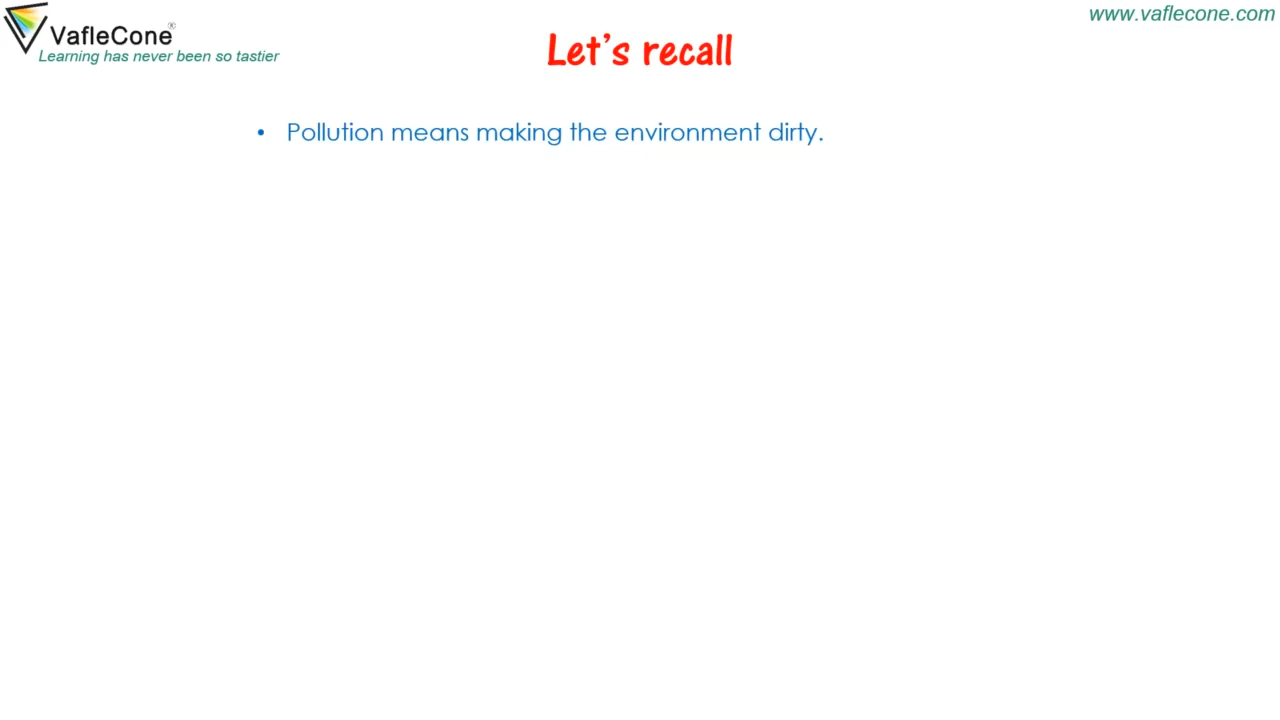 VafleCone®
Learning has never been so tastier
www.vaflecone.com
Let's recall
• Pollution means making the environment dirty.